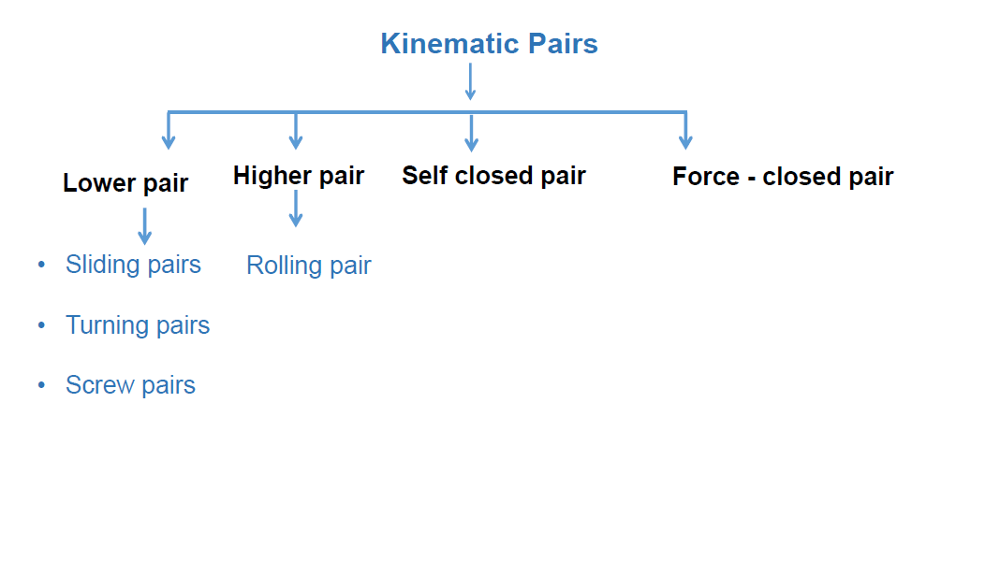 Kinematic Pairs
Lower pair
Higher pair
Self closed pair
Force - closed pair
• Sliding pairs
• Turning pairs
• Screw pairs
Rolling pair